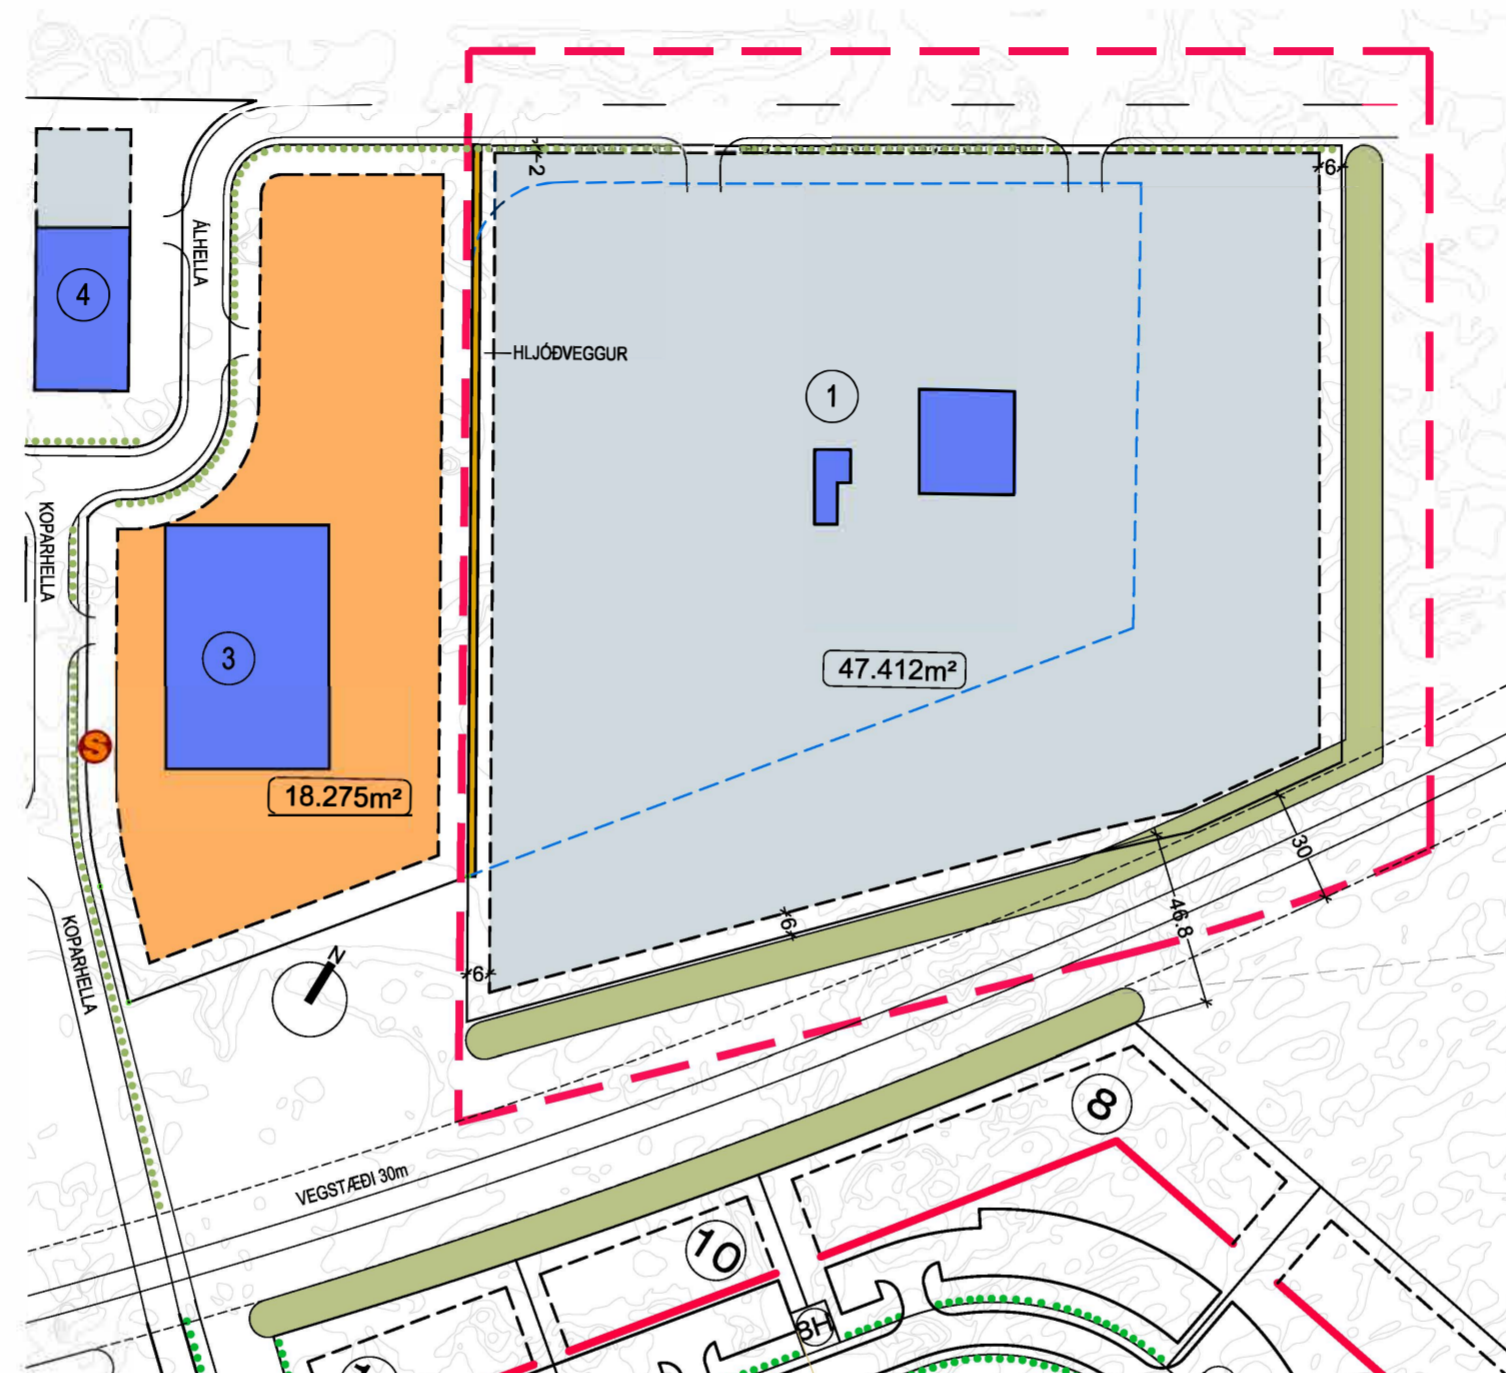 2
6
ÁLHELLA
4
HLJÓÐVEGGUR
1
KOPARHELLA
3
47.412m²
S
18.275m²
30
46.8
6
6
KOPARHELLA
N
8
VEGSTÆÐI 30m
10
3H